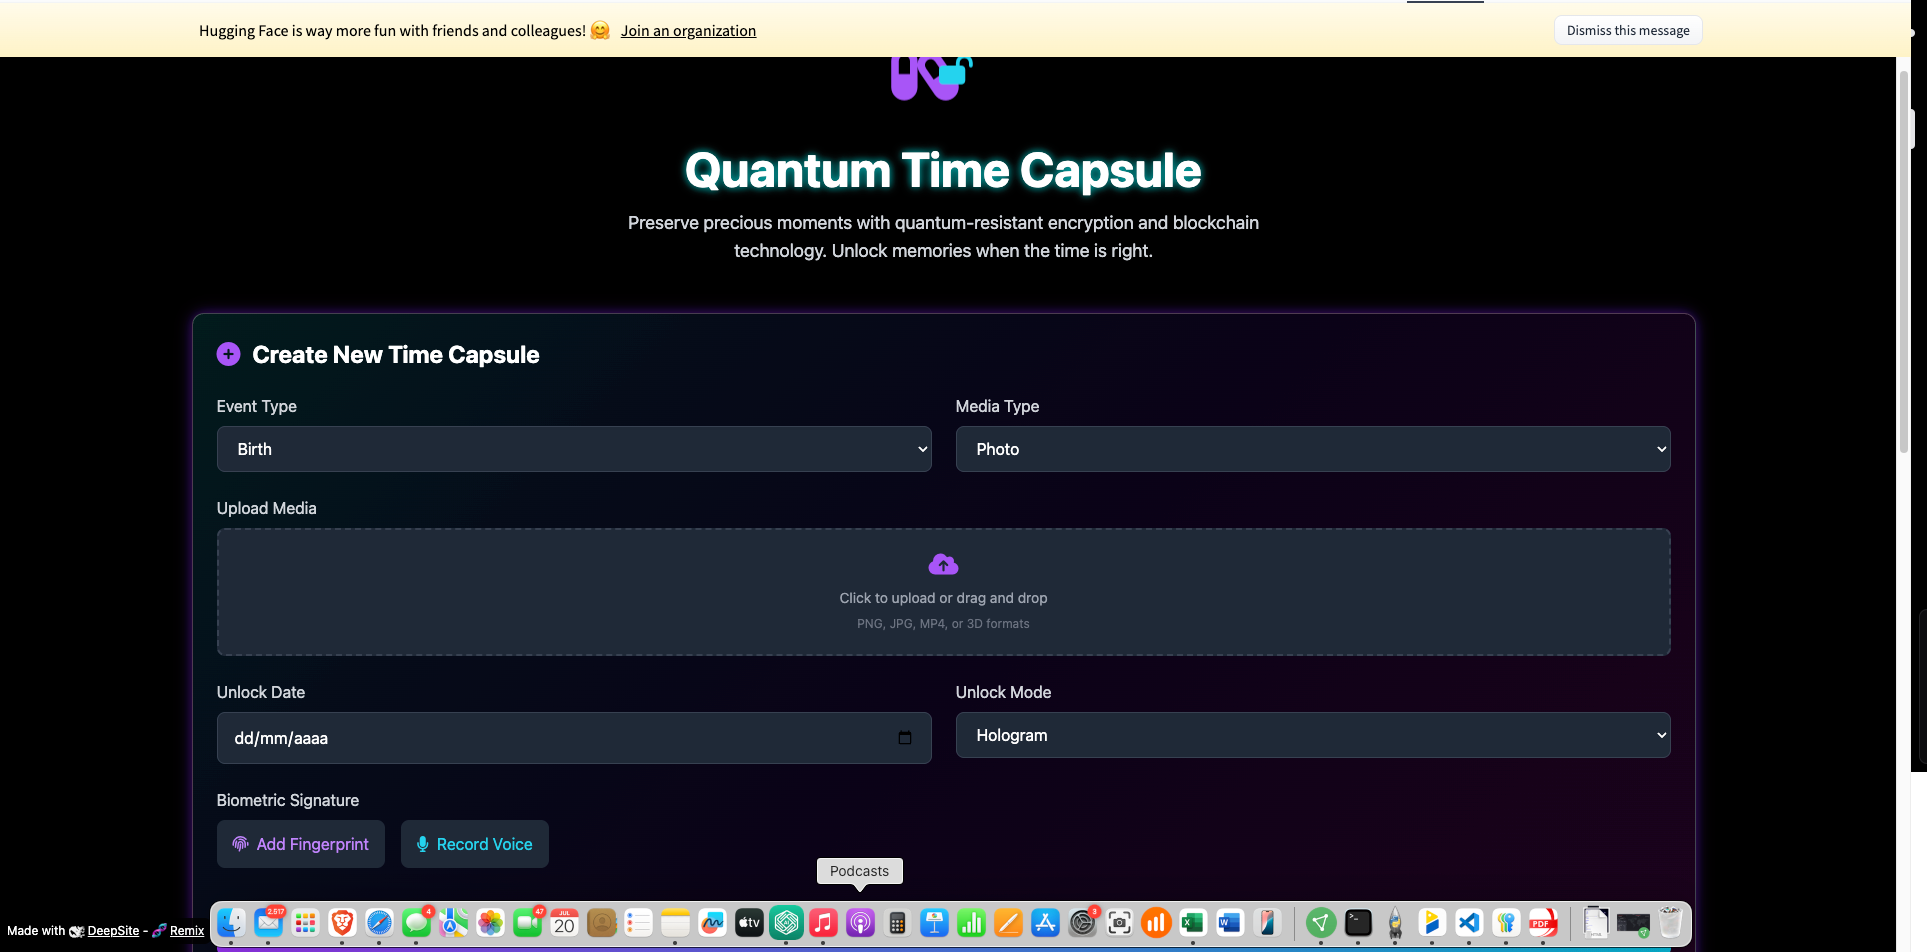 Hugging Face is way more fun with friends and colleagues! 🤗 Join an organization
Dismiss this message
Quantum Time Capsule
Preserve precious moments with quantum-resistant encryption and blockchain
technology. Unlock memories when the time is right.
Create New Time Capsule
Event Type
Media Type
Birth
Photo
Upload Media
Click to upload or drag and drop
PNG, JPG, MP4, or 3D formats
Unlock Date
Unlock Mode
dd/mm/aaaa
Hologram
Biometric Signature
Add Fingerprint
Record Voice
Podcasts
2.517
4
47
JUL
20
tv
3
PDF
Made with DeepSite - 🧬 Remix